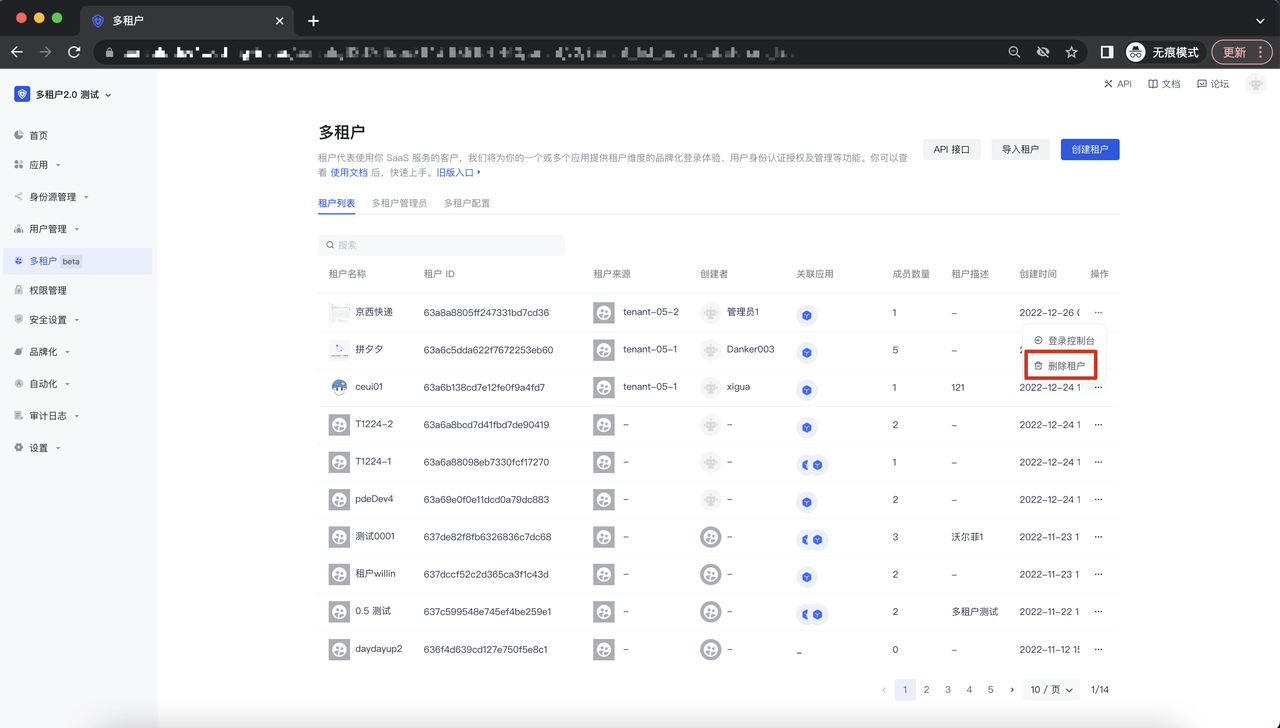 多租户
无痕模式
更新
多租户2.0 测试
API
文档
论坛
首页
应用
身份源管理
用户管理
多租户 beta
权限管理
安全设置
品牌化
自动化
审计日志
设置
多租户
租户代表使用你 SaaS 服务的客户，我们将为你的一个或多个应用提供租户维度的品牌化登录体验、用户身份认证授权及管理等功能。你可以查
看 使用文档 后，快速上手。旧版入口
API 接口
导入租户
创建租户
租户列表 多租户管理员 多租户配置
搜索
租户名称 租户 ID 租户来源 创建者 关联应用 成员数量 租户描述 创建时间 操作
京西快递 63a8a8805ff247331bd7cd36 tenant-05-2 管理员1 1 – 2022-12-26 ···
登录控制台
拼夕夕 63a6c5dda622f7672253eb60 tenant-05-1 Danker003 5 –
删除租户
ceui01 63a6b138cd7e12fe0f9a4fd7 tenant-05-1 xigua 1 121 2022-12-24 1 ···
T1224-2 63a6a8bcd7d41fbd7de90419 – – 2 – 2022-12-24 1 ···
T1224-1 63a6a88098eb7330fcf17270 – – 1 – 2022-12-24 1 ···
pdeDev4 63a69e0f0e11dcd0a79dc883 – – 2 – 2022-12-24 1 ···
测试0001 637de82f8fb6326836c7dc68 – – 3 沃尔菲1 2022-11-23 1 ···
租户willin 637dccf52c2d365ca3f1c43d – – 2 – 2022-11-23 1 ···
0.5 测试 637c599548e745ef4be259e1 – – 2 多租户测试 2022-11-22 1 ···
daydayup2 636f4d639cd127e750f5e8c1 – – – 0 – 2022-11-12 ···
1 2 3 4 5 10 / 页 1/14